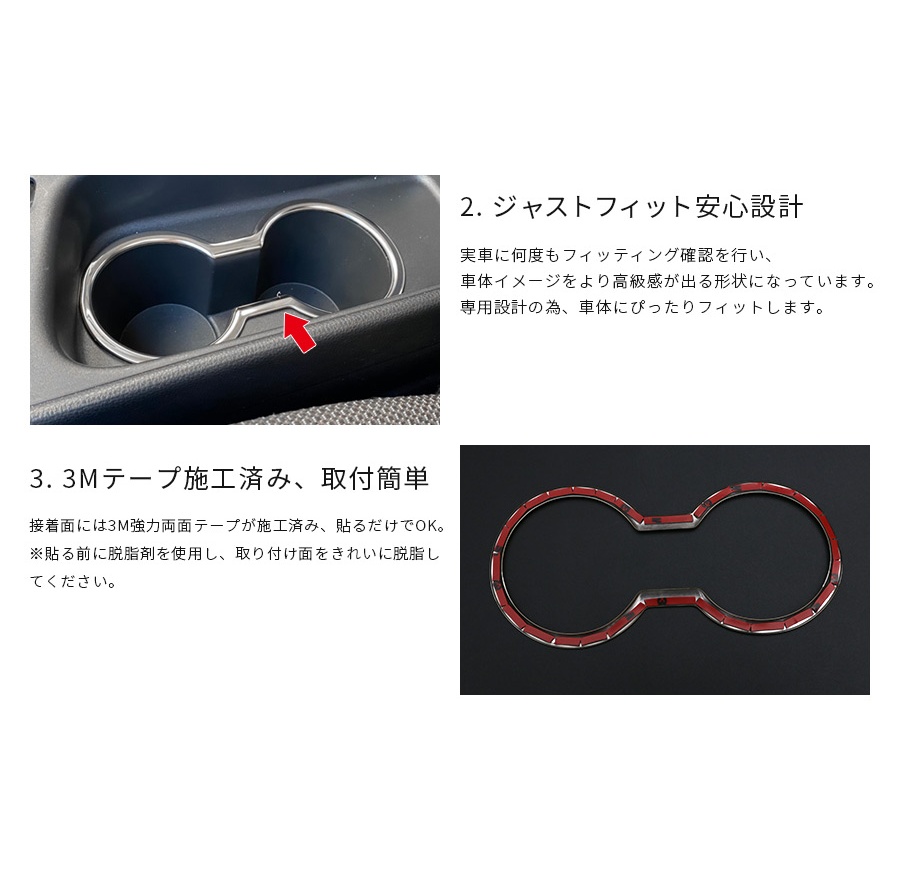 2. ジャストフィット安心設計
実車に何度もフィッティング確認を行い、
車体イメージをより高級感が出る形状になっています。
専用設計の為、車体にぴったりフィットします。
3. 3Mテープ施工済み、取付簡単
接着面には3M強力両面テープが施工済み、貼るだけでOK。
※貼る前に脱脂剤を使用し、取り付け面をきれいに脱脂し
てください。